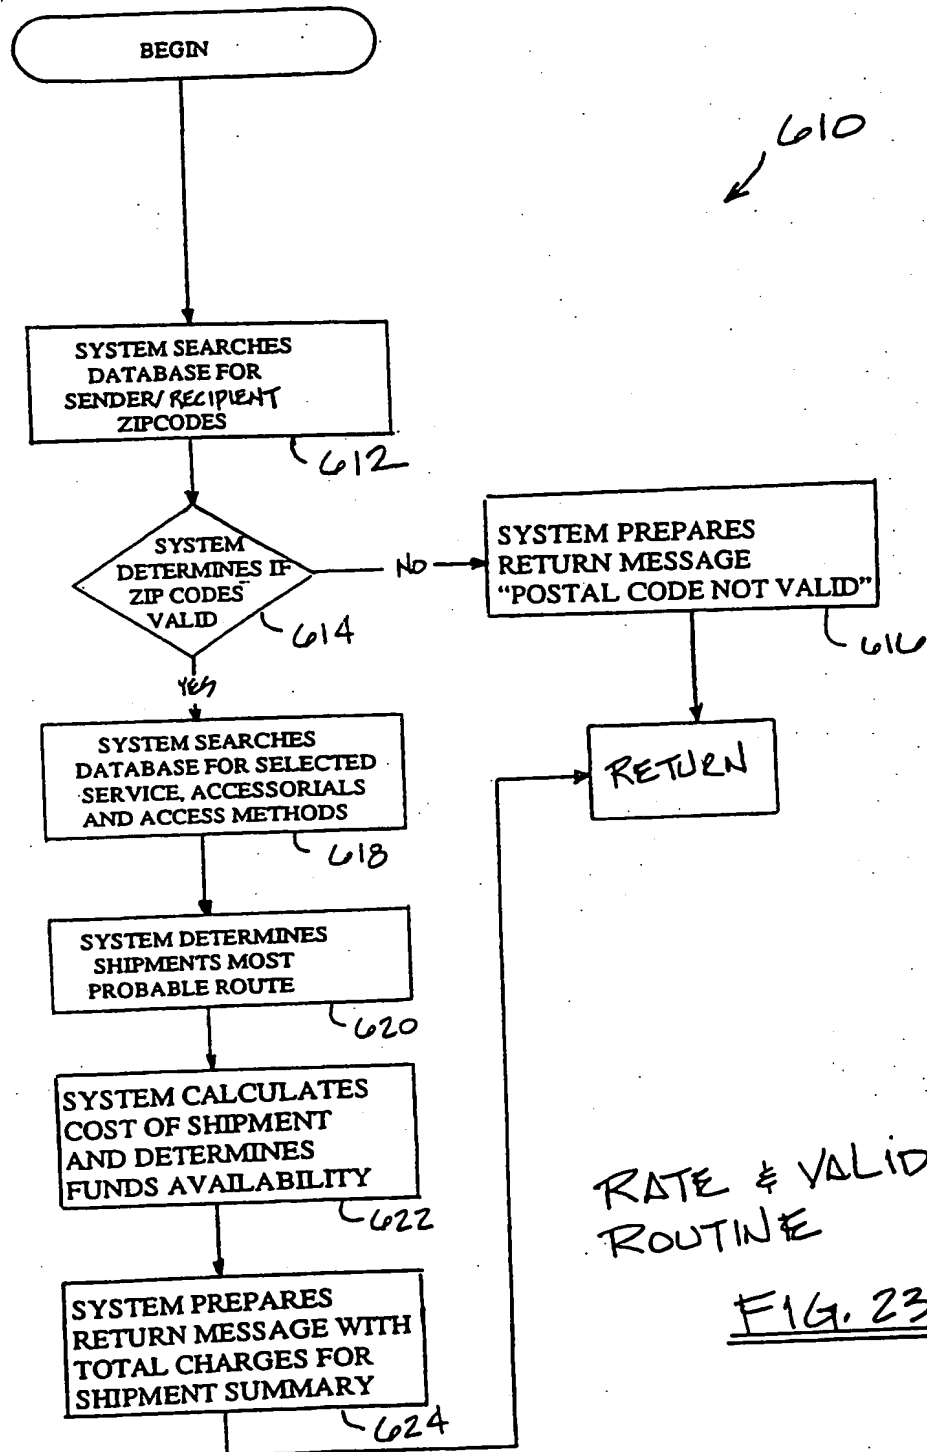 BEGIN
610
SYSTEM SEARCHES
DATABASE FOR
SENDER/ RECIPIENT
ZIPCODES
612
SYSTEM
DETERMINES IF
ZIP CODES
VALID
614
NO
SYSTEM PREPARES
RETURN MESSAGE
"POSTAL CODE NOT VALID"
616
YES
RETURN
SYSTEM SEARCHES
DATABASE FOR SELECTED
SERVICE, ACCESSORIALS
AND ACCESS METHODS
618
SYSTEM DETERMINES
SHIPMENTS MOST
PROBABLE ROUTE
620
SYSTEM CALCULATES
COST OF SHIPMENT
AND DETERMINES
FUNDS AVAILABILITY
622
RATE & VALID
ROUTINE
FIG. 23
SYSTEM PREPARES
RETURN MESSAGE WITH
TOTAL CHARGES FOR
SHIPMENT SUMMARY
624